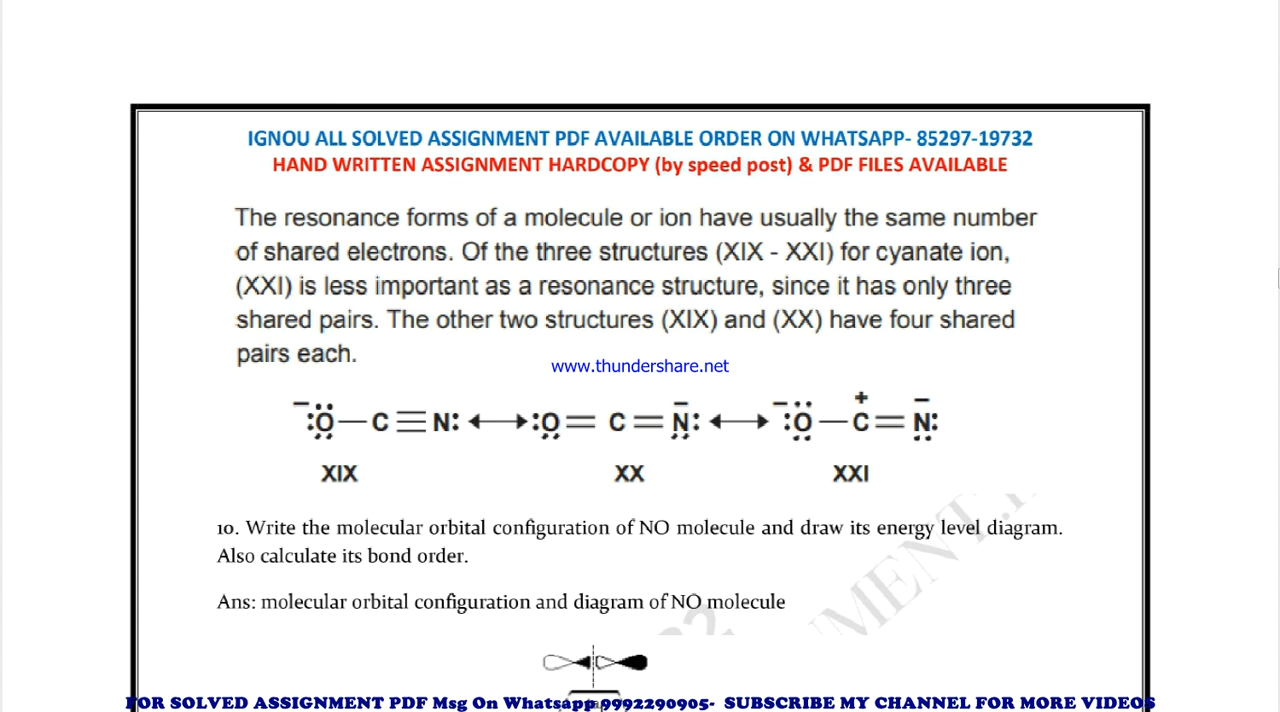 IGNOU ALL SOLVED ASSIGNMENT PDF AVAILABLE ORDER ON WHATSAPP- 85297-19732
HAND WRITTEN ASSIGNMENT HARDCOPY (by speed post) & PDF FILES AVAILABLE
The resonance forms of a molecule or ion have usually the same number
of shared electrons. Of the three structures (XIX - XXI) for cyanate ion,
(XXI) is less important as a resonance structure, since it has only three
shared pairs. The other two structures (XIX) and (XX) have four shared
pairs each.
www.thundershare.net
⁻:O—C≡N: ⟷ :O=C=N⁻: ⟷ ⁻:O—C⁺=N⁻:
XIX XX XXI
10. Write the molecular orbital configuration of NO molecule and draw its energy level diagram.
Also calculate its bond order.
Ans: molecular orbital configuration and diagram of NO molecule
FOR SOLVED ASSIGNMENT PDF Msg On Whatsapp 9992290905- SUBSCRIBE MY CHANNEL FOR MORE VIDEOS